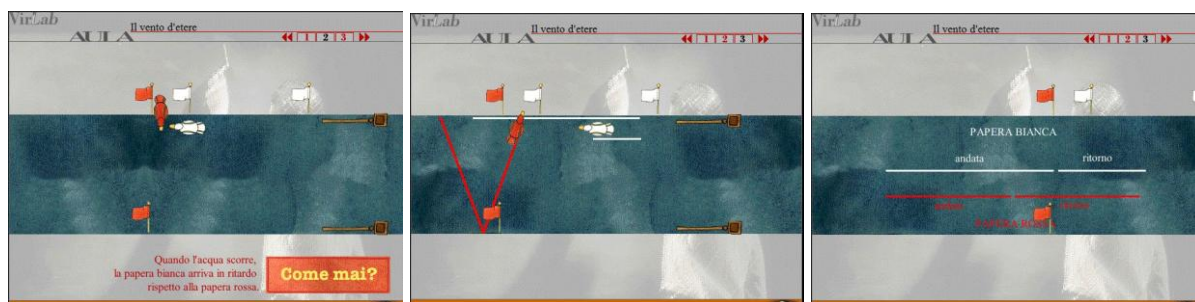 VirLab
AULA
Il vento d'etere
1 2 3
Quando l'acqua scorre,
la papera bianca arriva in ritardo
rispetto alla papera rossa.
Come mai?
VirLab
AULA
Il vento d'etere
1 2 3
VirLab
AULA
Il vento d'etere
1 2 3
PAPERA BIANCA
andata
ritorno
PAPERA ROSSA